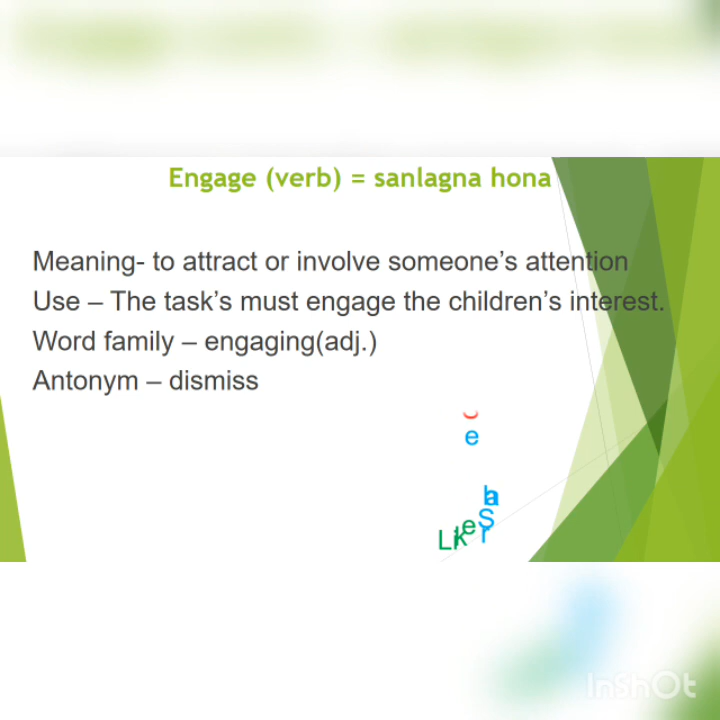 Engage (verb) = sanlagna hona
Meaning- to attract or involve someone’s attention
Use – The task’s must engage the children’s interest.
Word family – engaging(adj.)
Antonym – dismiss
Like
InShOt